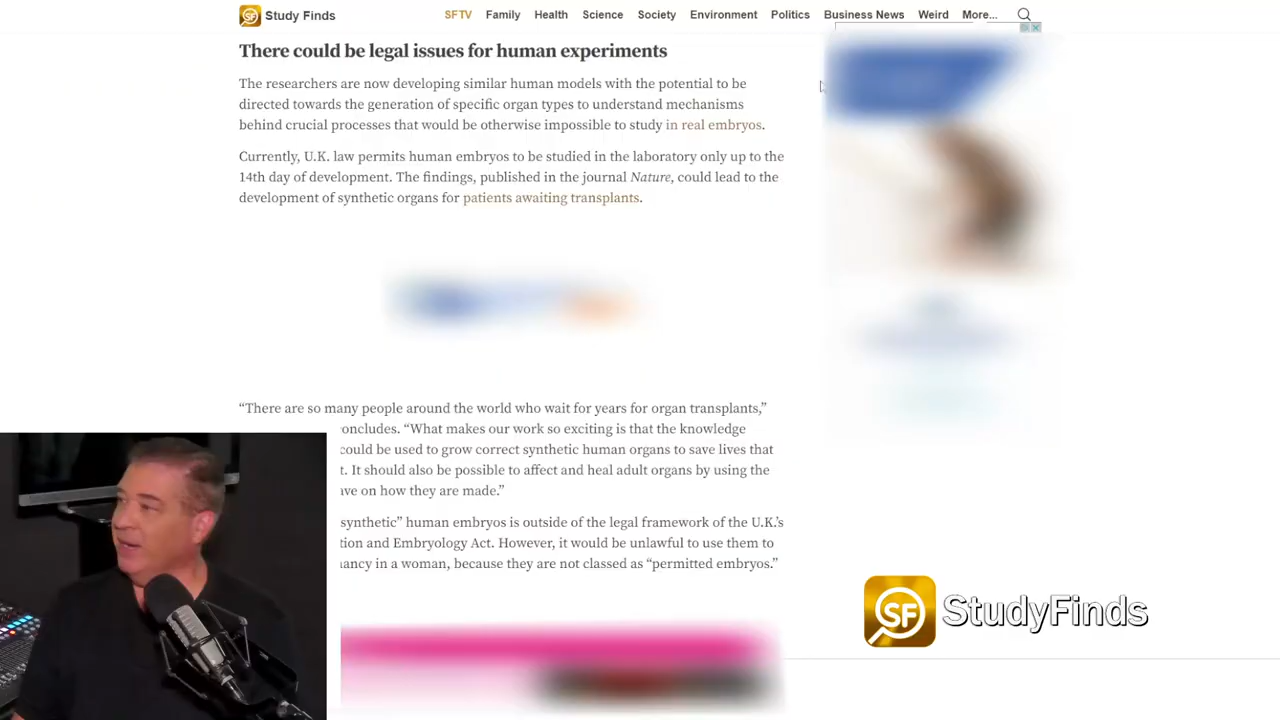 SF Study Finds
SFTV Family Health Science Society Environment Politics Business News Weird More...
There could be legal issues for human experiments
The researchers are now developing similar human models with the potential to be
directed towards the generation of specific organ types to understand mechanisms
behind crucial processes that would be otherwise impossible to study in real embryos.
Currently, U.K. law permits human embryos to be studied in the laboratory only up to the
14th day of development. The findings, published in the journal Nature, could lead to the
development of synthetic organs for patients awaiting transplants.
“There are so many people around the world who wait for years for organ transplants,”
oncludes. “What makes our work so exciting is that the knowledge
could be used to grow correct synthetic human organs to save lives that
t. It should also be possible to affect and heal adult organs by using the
ave on how they are made.”
synthetic” human embryos is outside of the legal framework of the U.K.’s
tion and Embryology Act. However, it would be unlawful to use them to
nancy in a woman, because they are not classed as “permitted embryos.”
SF StudyFinds